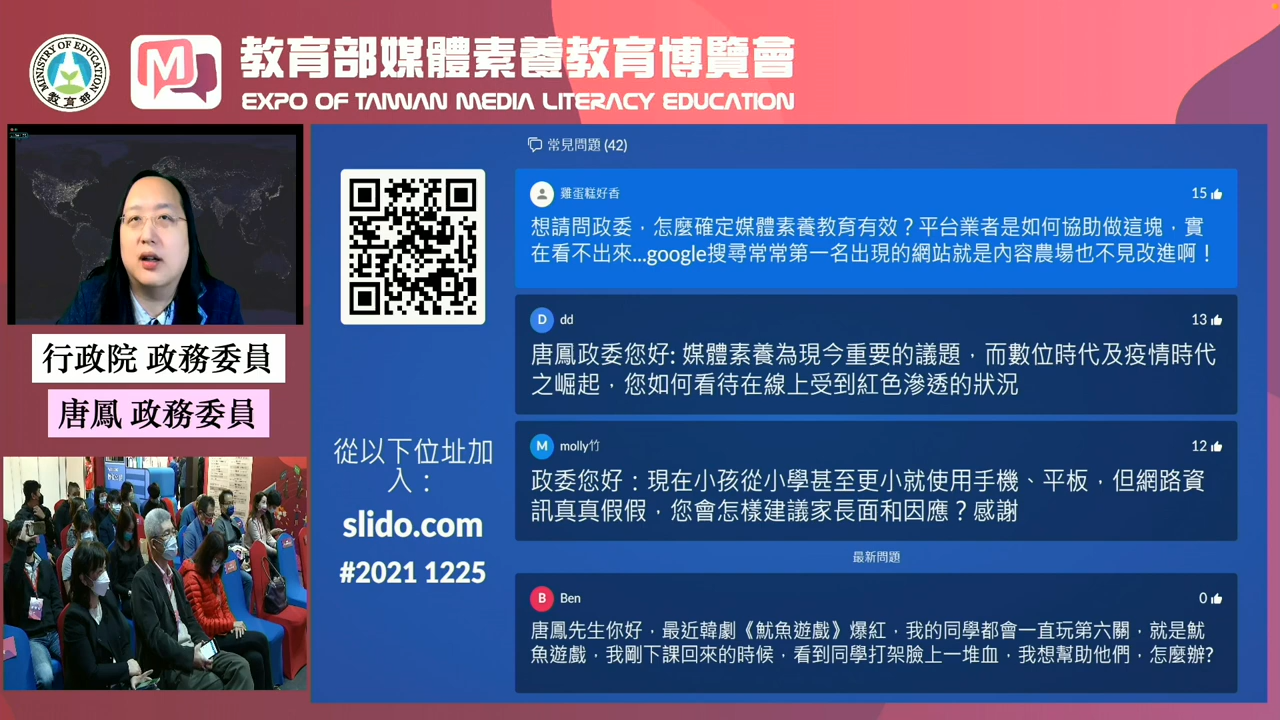 MINISTRY OF EDUCATION
教育部
M
教育部媒體素養教育博覽會
EXPO OF TAIWAN MEDIA LITERACY EDUCATION
行政院 政務委員
唐鳳 政務委員
從以下位址加
入：
slido.com
#2021 1225
常見問題 (42)
雞蛋糕好香
15
想請問政委，怎麼確定媒體素養教育有效？平台業者是如何協助做這塊，實
在看不出來...google搜尋常常第一名出現的網站就是內容農場也不見改進啊！
D dd
13
唐鳳政委您好: 媒體素養為現今重要的議題，而數位時代及疫情時代
之崛起，您如何看待在線上受到紅色滲透的狀況
M molly竹
12
政委您好：現在小孩從小學甚至更小就使用手機、平板，但網路資
訊真真假假，您會怎樣建議家長面和因應？感謝
最新問題
B Ben
0
唐鳳先生你好，最近韓劇《魷魚遊戲》爆紅，我的同學都會一直玩第六關，就是魷
魚遊戲，我剛下課回來的時候，看到同學打架臉上一堆血，我想幫助他們，怎麼辦?